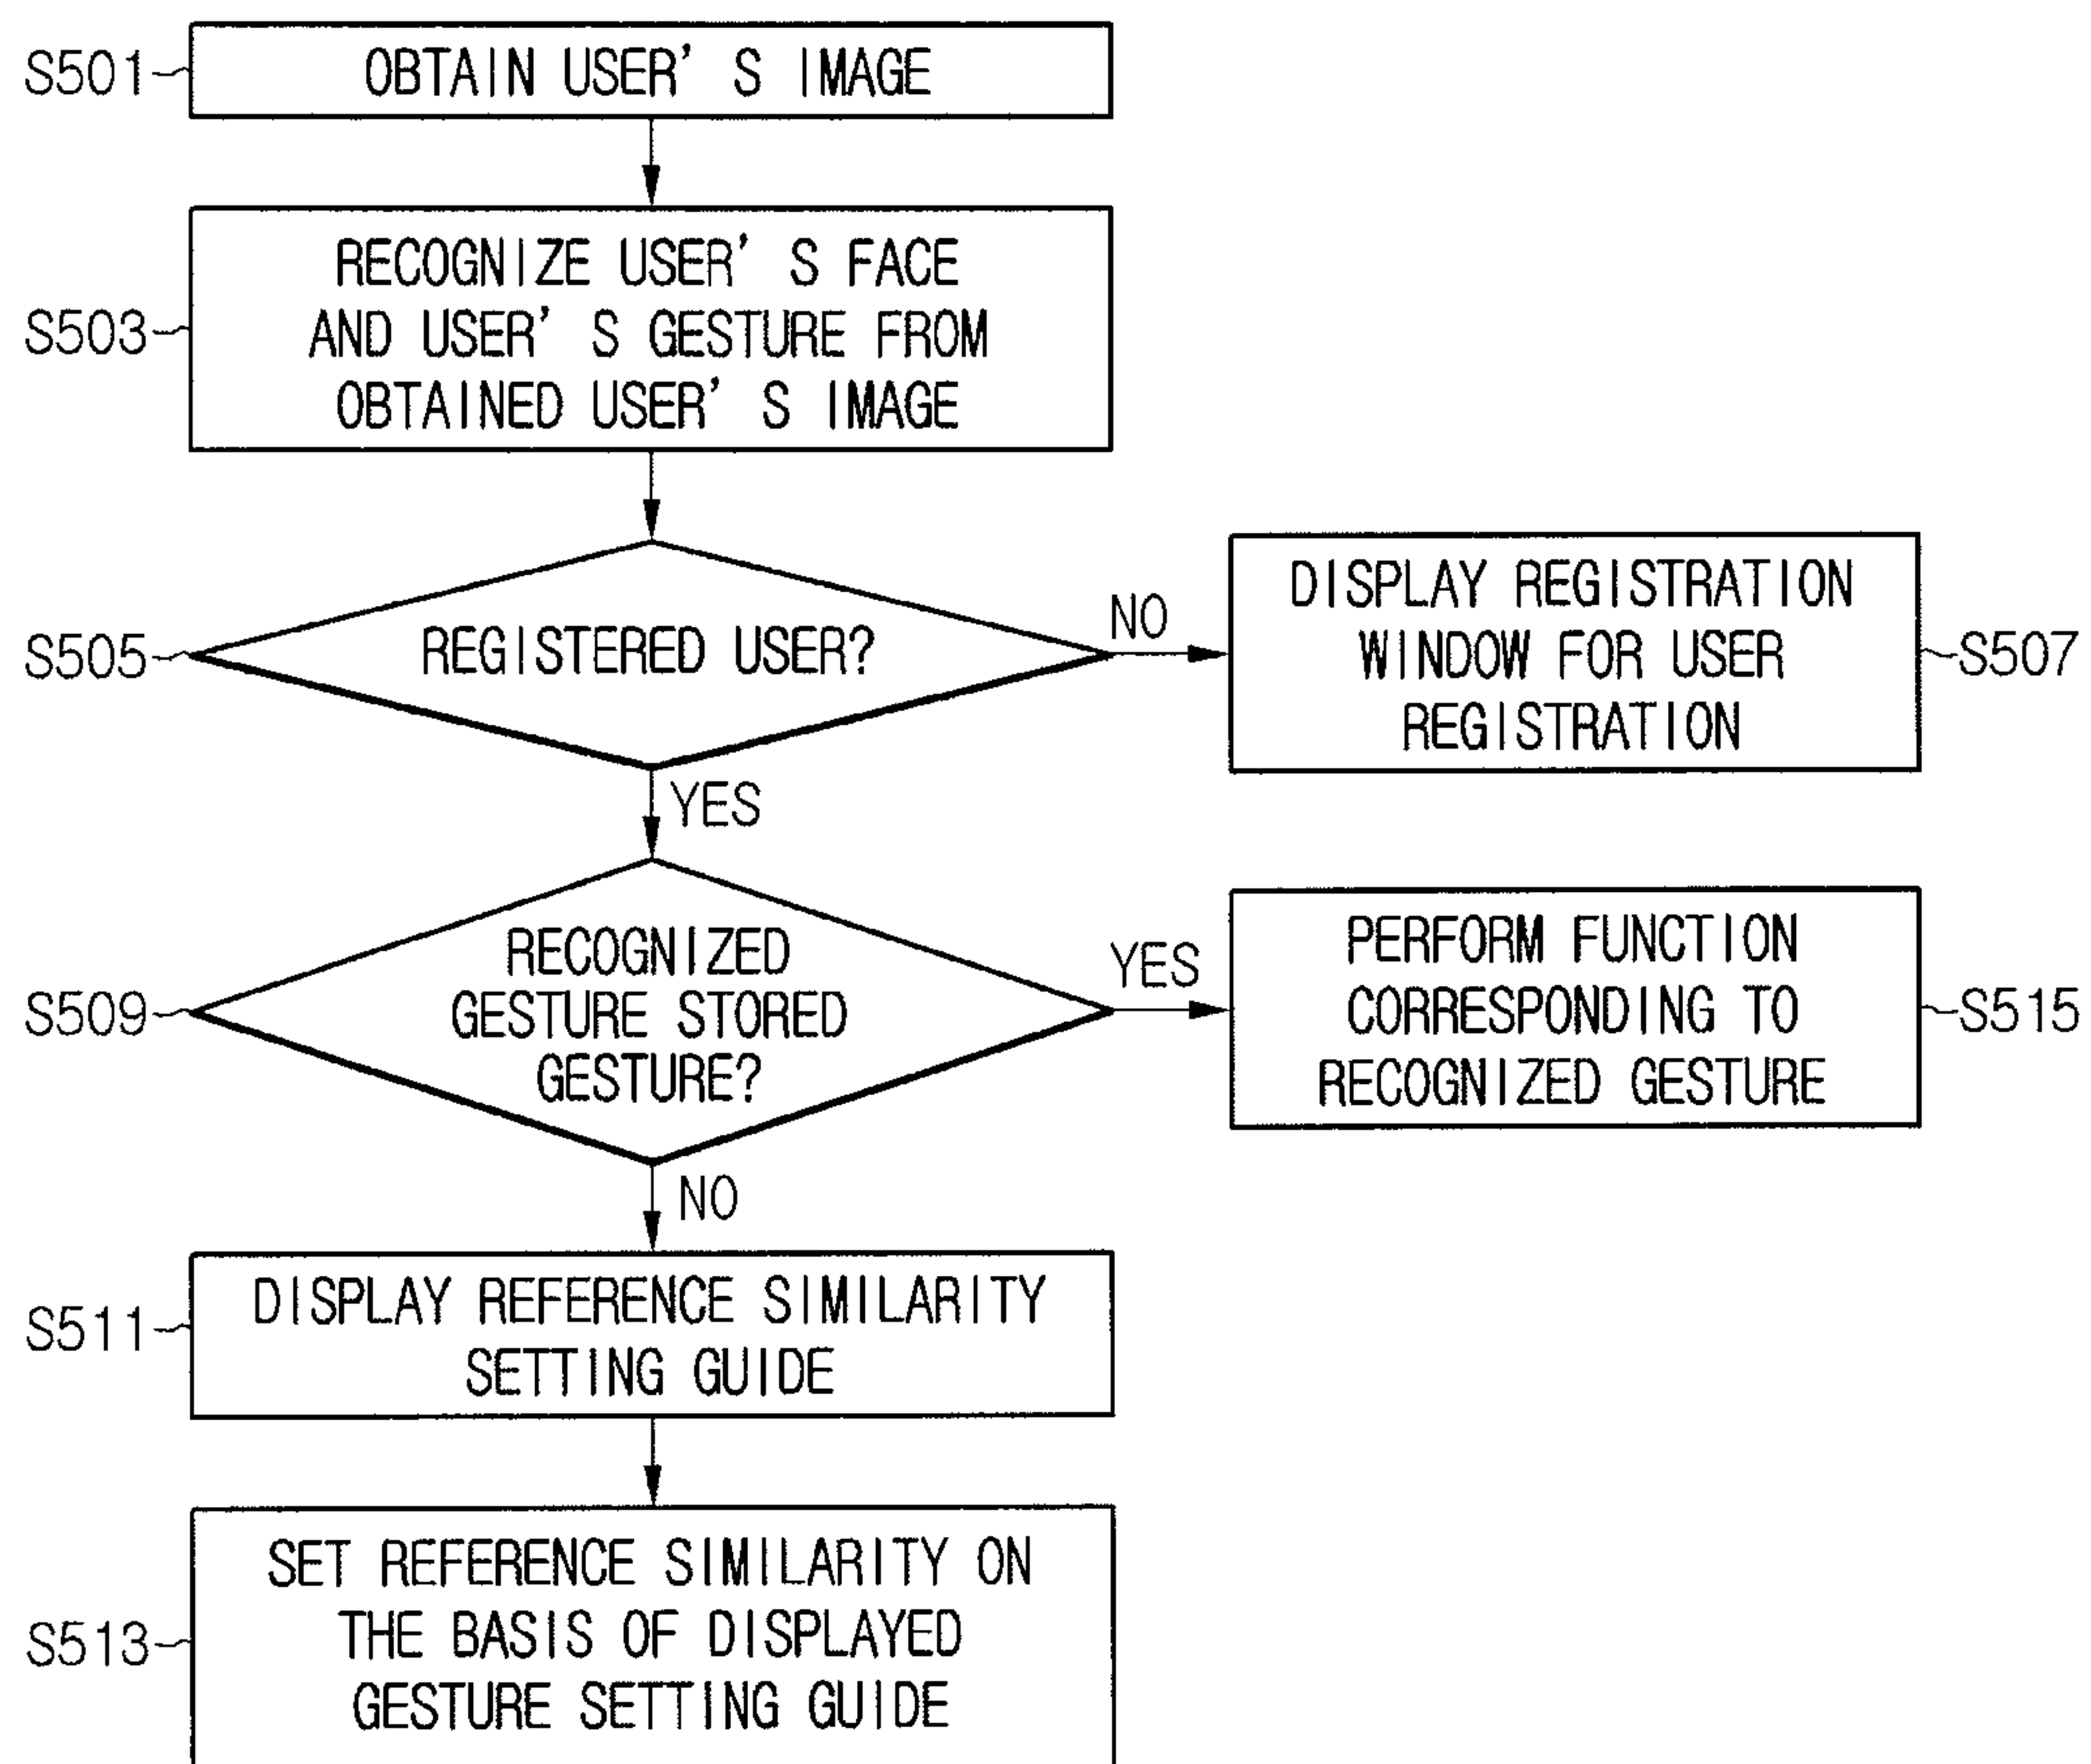 S501
OBTAIN USER'S IMAGE
S503
RECOGNIZE USER'S FACE
AND USER'S GESTURE FROM
OBTAINED USER'S IMAGE
S505
REGISTERED USER?
NO
DISPLAY REGISTRATION
WINDOW FOR USER
REGISTRATION
S507
YES
S509
RECOGNIZED
GESTURE STORED
GESTURE?
YES
PERFORM FUNCTION
CORRESPONDING TO
RECOGNIZED GESTURE
S515
NO
S511
DISPLAY REFERENCE SIMILARITY
SETTING GUIDE
S513
SET REFERENCE SIMILARITY ON
THE BASIS OF DISPLAYED
GESTURE SETTING GUIDE